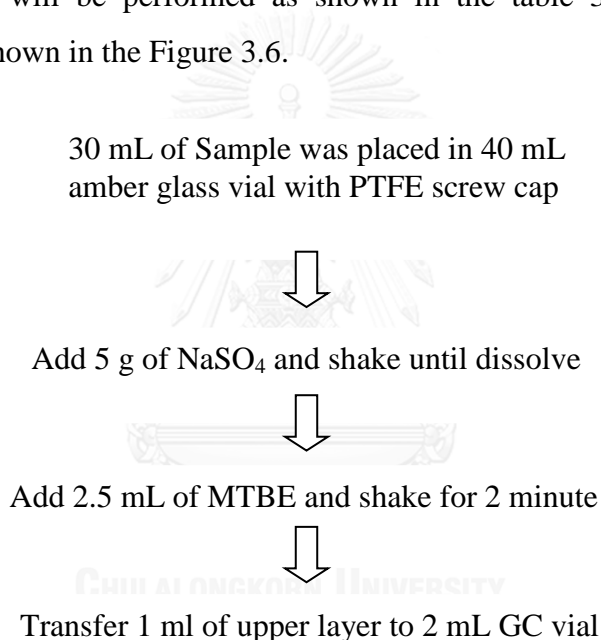 will be performed as shown in the table 3
hown in the Figure 3.6.
30 mL of Sample was placed in 40 mL
amber glass vial with PTFE screw cap
Add 5 g of NaSO₄ and shake until dissolve
Add 2.5 mL of MTBE and shake for 2 minute
CHULALONGKORN UNIVERSITY
Transfer 1 ml of upper layer to 2 mL GC vial